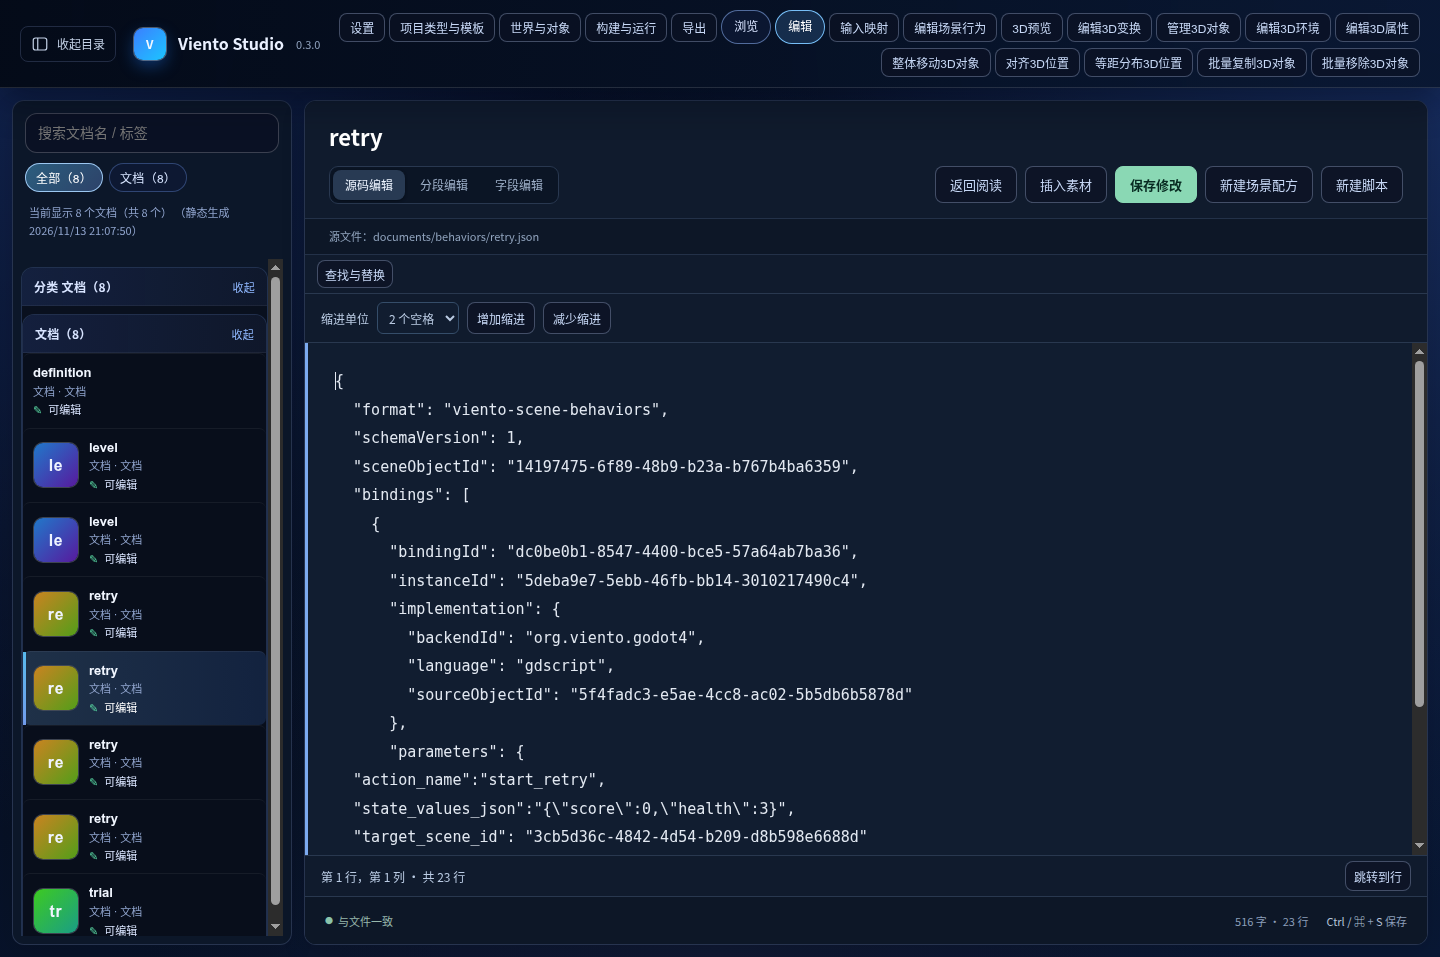 收起目录
V
Viento Studio
0.3.0
设置
项目类型与模板
世界与对象
构建与运行
导出
浏览
编辑
输入映射
编辑场景行为
3D预览
编辑3D变换
管理3D对象
编辑3D环境
编辑3D属性
整体移动3D对象
对齐3D位置
等距分布3D位置
批量复制3D对象
批量移除3D对象
搜索文档名 / 标签
全部（8）
文档（8）
当前显示 8 个文档（共 8 个） （静态生成
2026/11/13 21:07:50）
分类 文档（8）
收起
文档（8）
收起
definition
文档 · 文档
✎ 可编辑
le
level
文档 · 文档
✎ 可编辑
le
level
文档 · 文档
✎ 可编辑
re
retry
文档 · 文档
✎ 可编辑
re
retry
文档 · 文档
✎ 可编辑
re
retry
文档 · 文档
✎ 可编辑
re
retry
文档 · 文档
✎ 可编辑
tr
trial
文档 · 文档
✎ 可编辑
retry
源码编辑
分段编辑
字段编辑
返回阅读
插入素材
保存修改
新建场景配方
新建脚本
源文件：documents/behaviors/retry.json
查找与替换
缩进单位
2 个空格
增加缩进
减少缩进
{
"format": "viento-scene-behaviors",
"schemaVersion": 1,
"sceneObjectId": "14197475-6f89-48b9-b23a-b767b4ba6359",
"bindings": [
{
"bindingId": "dc0be0b1-8547-4400-bce5-57a64ab7ba36",
"instanceId": "5deba9e7-5ebb-46fb-bb14-3010217490c4",
"implementation": {
"backendId": "org.viento.godot4",
"language": "gdscript",
"sourceObjectId": "5f4fadc3-e5ae-4cc8-ac02-5b5db6b5878d"
},
"parameters": {
"action_name":"start_retry",
"state_values_json":"{\"score\":0,\"health\":3}",
"target_scene_id": "3cb5d36c-4842-4d54-b209-d8b598e6688d"
第 1 行，第 1 列 · 共 23 行
跳转到行
与文件一致
516 字 · 23 行
Ctrl / ⌘ + S 保存